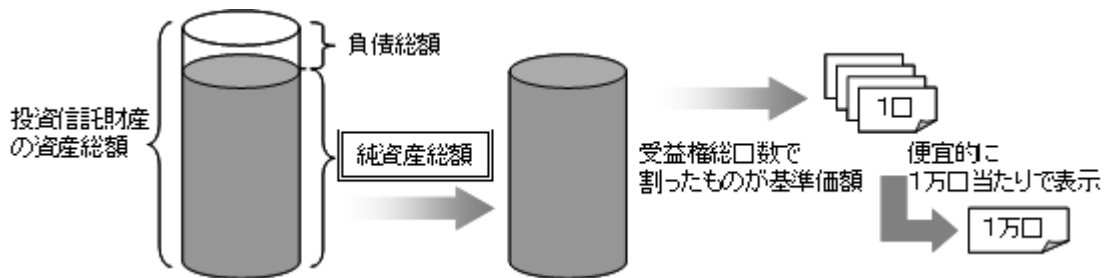 負債総額
投資信託財産
の資産総額
純資産総額
受益権総口数で
割ったものが基準価額
1口
便宜的に
1万口当たりで表示
1万口